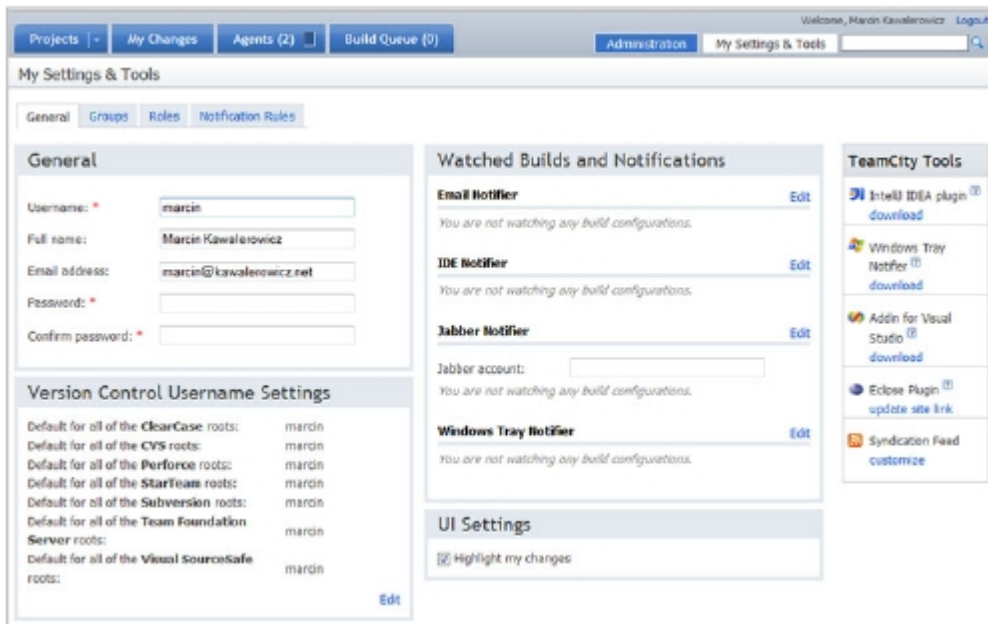 Welcome, Marcin Kawalerowicz Logout
Projects My Changes Agents (2) Build Queue (0)
Administration My Settings & Tools
My Settings & Tools
General Groups Roles Notification Rules
General
Username: * marcin
Full name: Marcin Kawalerowicz
Email address: marcin@kawalerowicz.net
Password: *
Confirm password: *
Version Control Username Settings
Default for all of the ClearCase roots: marcin
Default for all of the CVS roots: marcin
Default for all of the Perforce roots: marcin
Default for all of the StarTeam roots: marcin
Default for all of the Subversion roots: marcin
Default for all of the Team Foundation
Server roots: marcin
Default for all of the Visual SourceSafe
roots: marcin
Edit
Watched Builds and Notifications
Email Notifier Edit
You are not watching any build configurations.
IDE Notifier Edit
You are not watching any build configurations.
Jabber Notifier Edit
Jabber account:
You are not watching any build configurations.
Windows Tray Notifier Edit
You are not watching any build configurations.
UI Settings
Highlight my changes
TeamCity Tools
IntelliJ IDEA plugin
download
Windows Tray
Notifier
download
Addin for Visual
Studio
download
Eclipse Plugin
update site link
Syndication Feed
customize